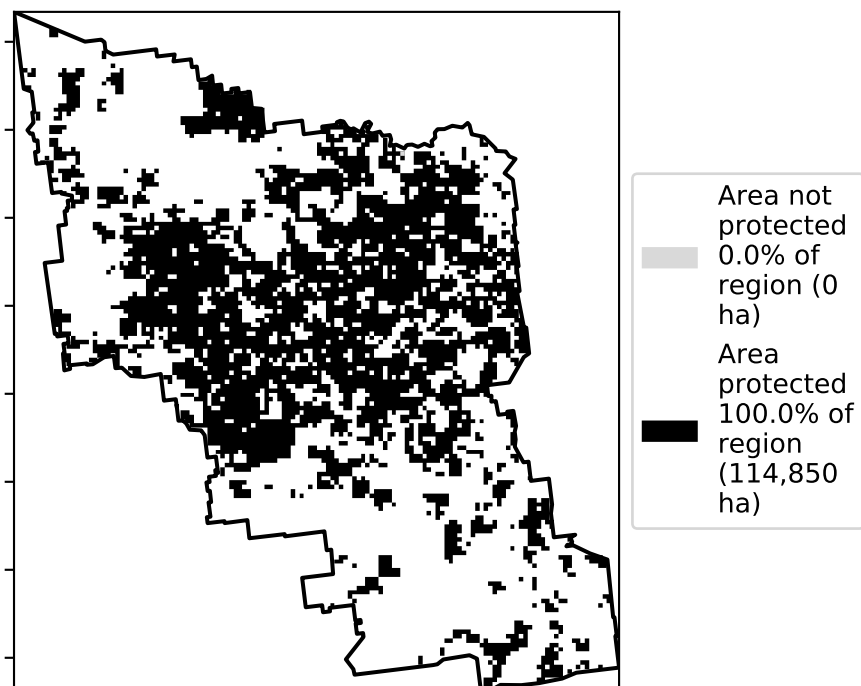 Area not
protected
0.0% of
region (0
ha)
Area
protected
100.0% of
region
(114,850
ha)